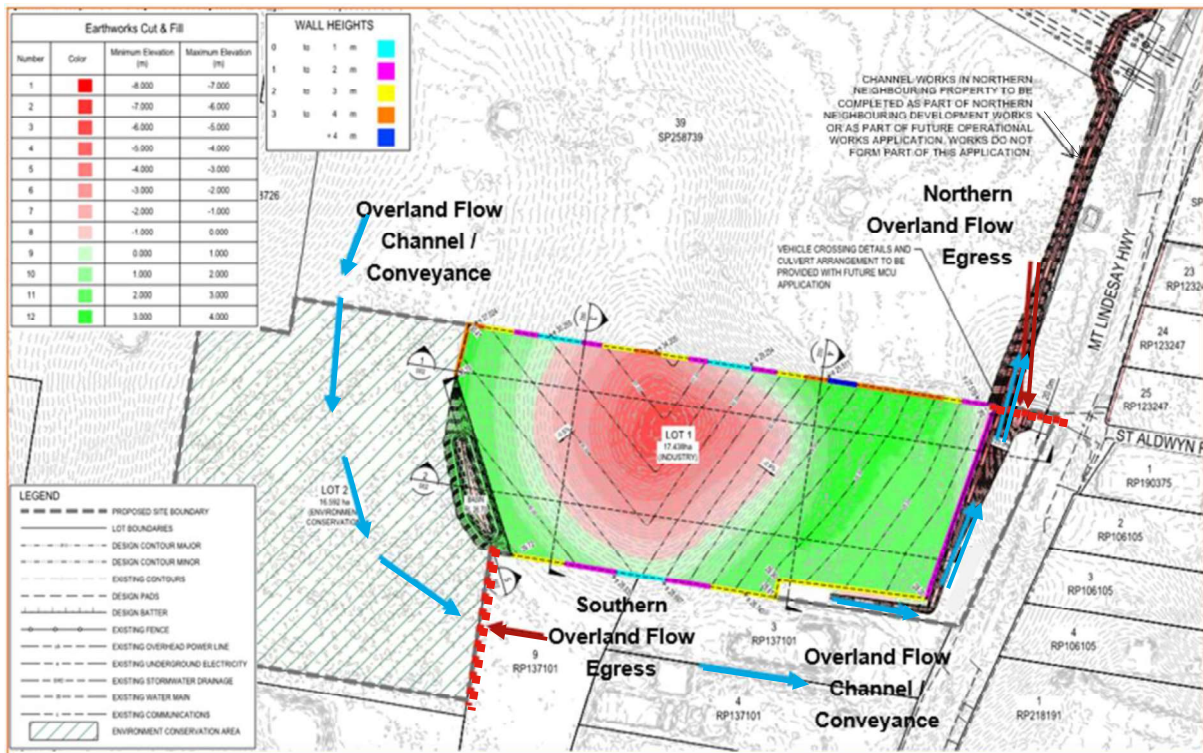 Earthworks Cut & Fill
Number Color Minimum Elevation (m) Maximum Elevation (m)
1 -8.000 -7.000
2 -7.000 -6.000
3 -6.000 -5.000
4 -5.000 -4.000
5 -4.000 -3.000
6 -3.000 -2.000
7 -2.000 -1.000
8 -1.000 0.000
9 0.000 1.000
10 1.000 2.000
11 2.000 3.000
12 3.000 4.000
WALL HEIGHTS
0 to 1 m
1 to 2 m
2 to 3 m
3 to 4 m
+4 m
39
SP258739
8726
CHANNEL WORKS IN NORTHERN
NEIGHBOURING PROPERTY TO BE
COMPLETED AS PART OF NORTHERN
NEIGHBOURING DEVELOPMENT WORKS
OR AS PART OF FUTURE OPERATIONAL
WORKS APPLICATION. WORKS DO NOT
FORM PART OF THIS APPLICATION.
Overland Flow
Channel /
Conveyance
Northern
Overland Flow
Egress
VEHICLE CROSSING DETAILS AND
CULVERT ARRANGEMENT TO BE
PROVIDED WITH FUTURE MCU
APPLICATION
MT LINDESAY HWY
SP
23
24
RP123247
25
RP123247
ST ALDWYN
1
RP190375
2
RP106105
3
RP106105
4
RP106105
1
RP218191
LOT 1
17.438ha
(INDUSTRY)
LOT 2
16.592 ha
(ENVIRONMENT
CONSERVATION
Southern
Overland Flow
Egress
9
RP137101
3
RP137101
4
RP137101
Overland Flow
Channel /
Conveyance
LEGEND
PROPOSED SITE BOUNDARY
LOT BOUNDARIES
DESIGN CONTOUR MAJOR
DESIGN CONTOUR MINOR
EXISTING CONTOURS
DESIGN PADS
DESIGN BATTER
EXISTING FENCE
EXISTING OVERHEAD POWER LINE
EXISTING UNDERGROUND ELECTRICITY
EXISTING STORMWATER DRAINAGE
EXISTING WATER MAIN
EXISTING COMMUNICATIONS
ENVIRONMENT CONSERVATION AREA